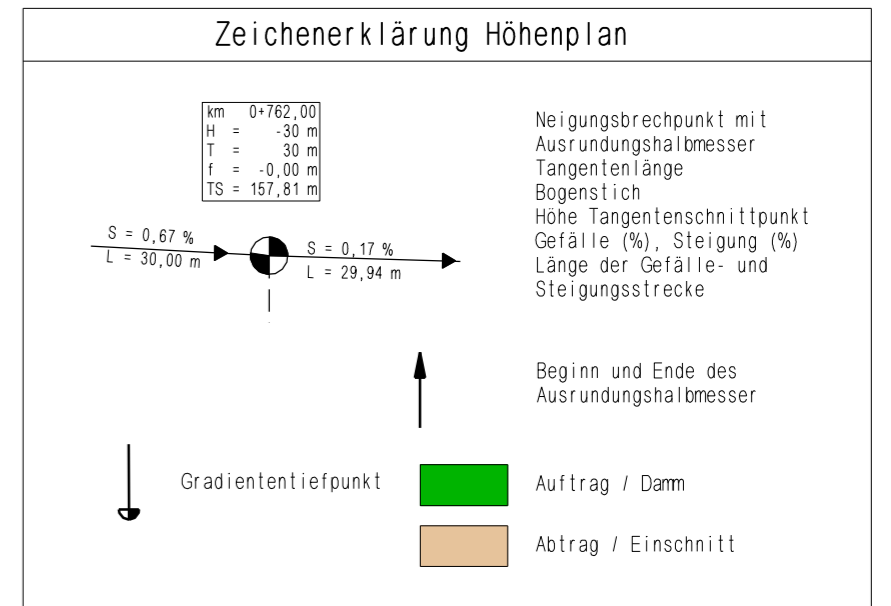 Zeichenerklärung Höhenplan
km 0+762,00
H = -30 m
T = 30 m
f = -0,00 m
TS = 157,81 m
S = 0,67 %
L = 30,00 m
S = 0,17 %
L = 29,94 m
Neigungsbrechpunkt mit
Ausrundungshalbmesser
Tangentenlänge
Bogenstich
Höhe Tangentenschnittpunkt
Gefälle (%), Steigung (%)
Länge der Gefälle- und
Steigungsstrecke
Beginn und Ende des
Ausrundungshalbmesser
Gradiententiefpunkt
Auftrag / Damm
Abtrag / Einschnitt